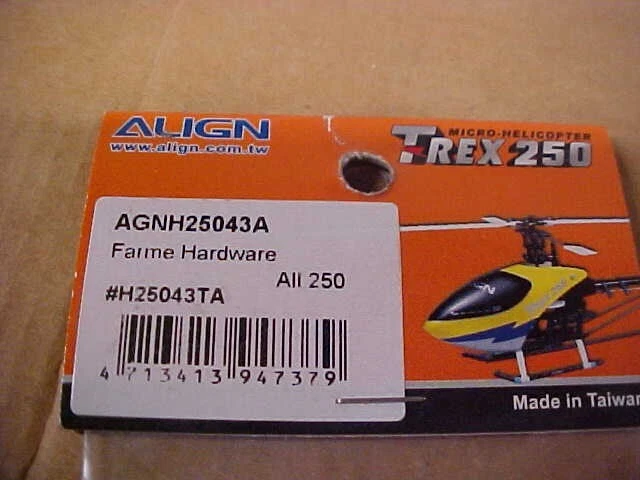 ALIGN
www.align.com.tw
MICRO-HELICOPTER
TREX 250
AGNH25043A
Farme Hardware
All 250
#H25043TA
4 713413 947379
Made in Taiwan